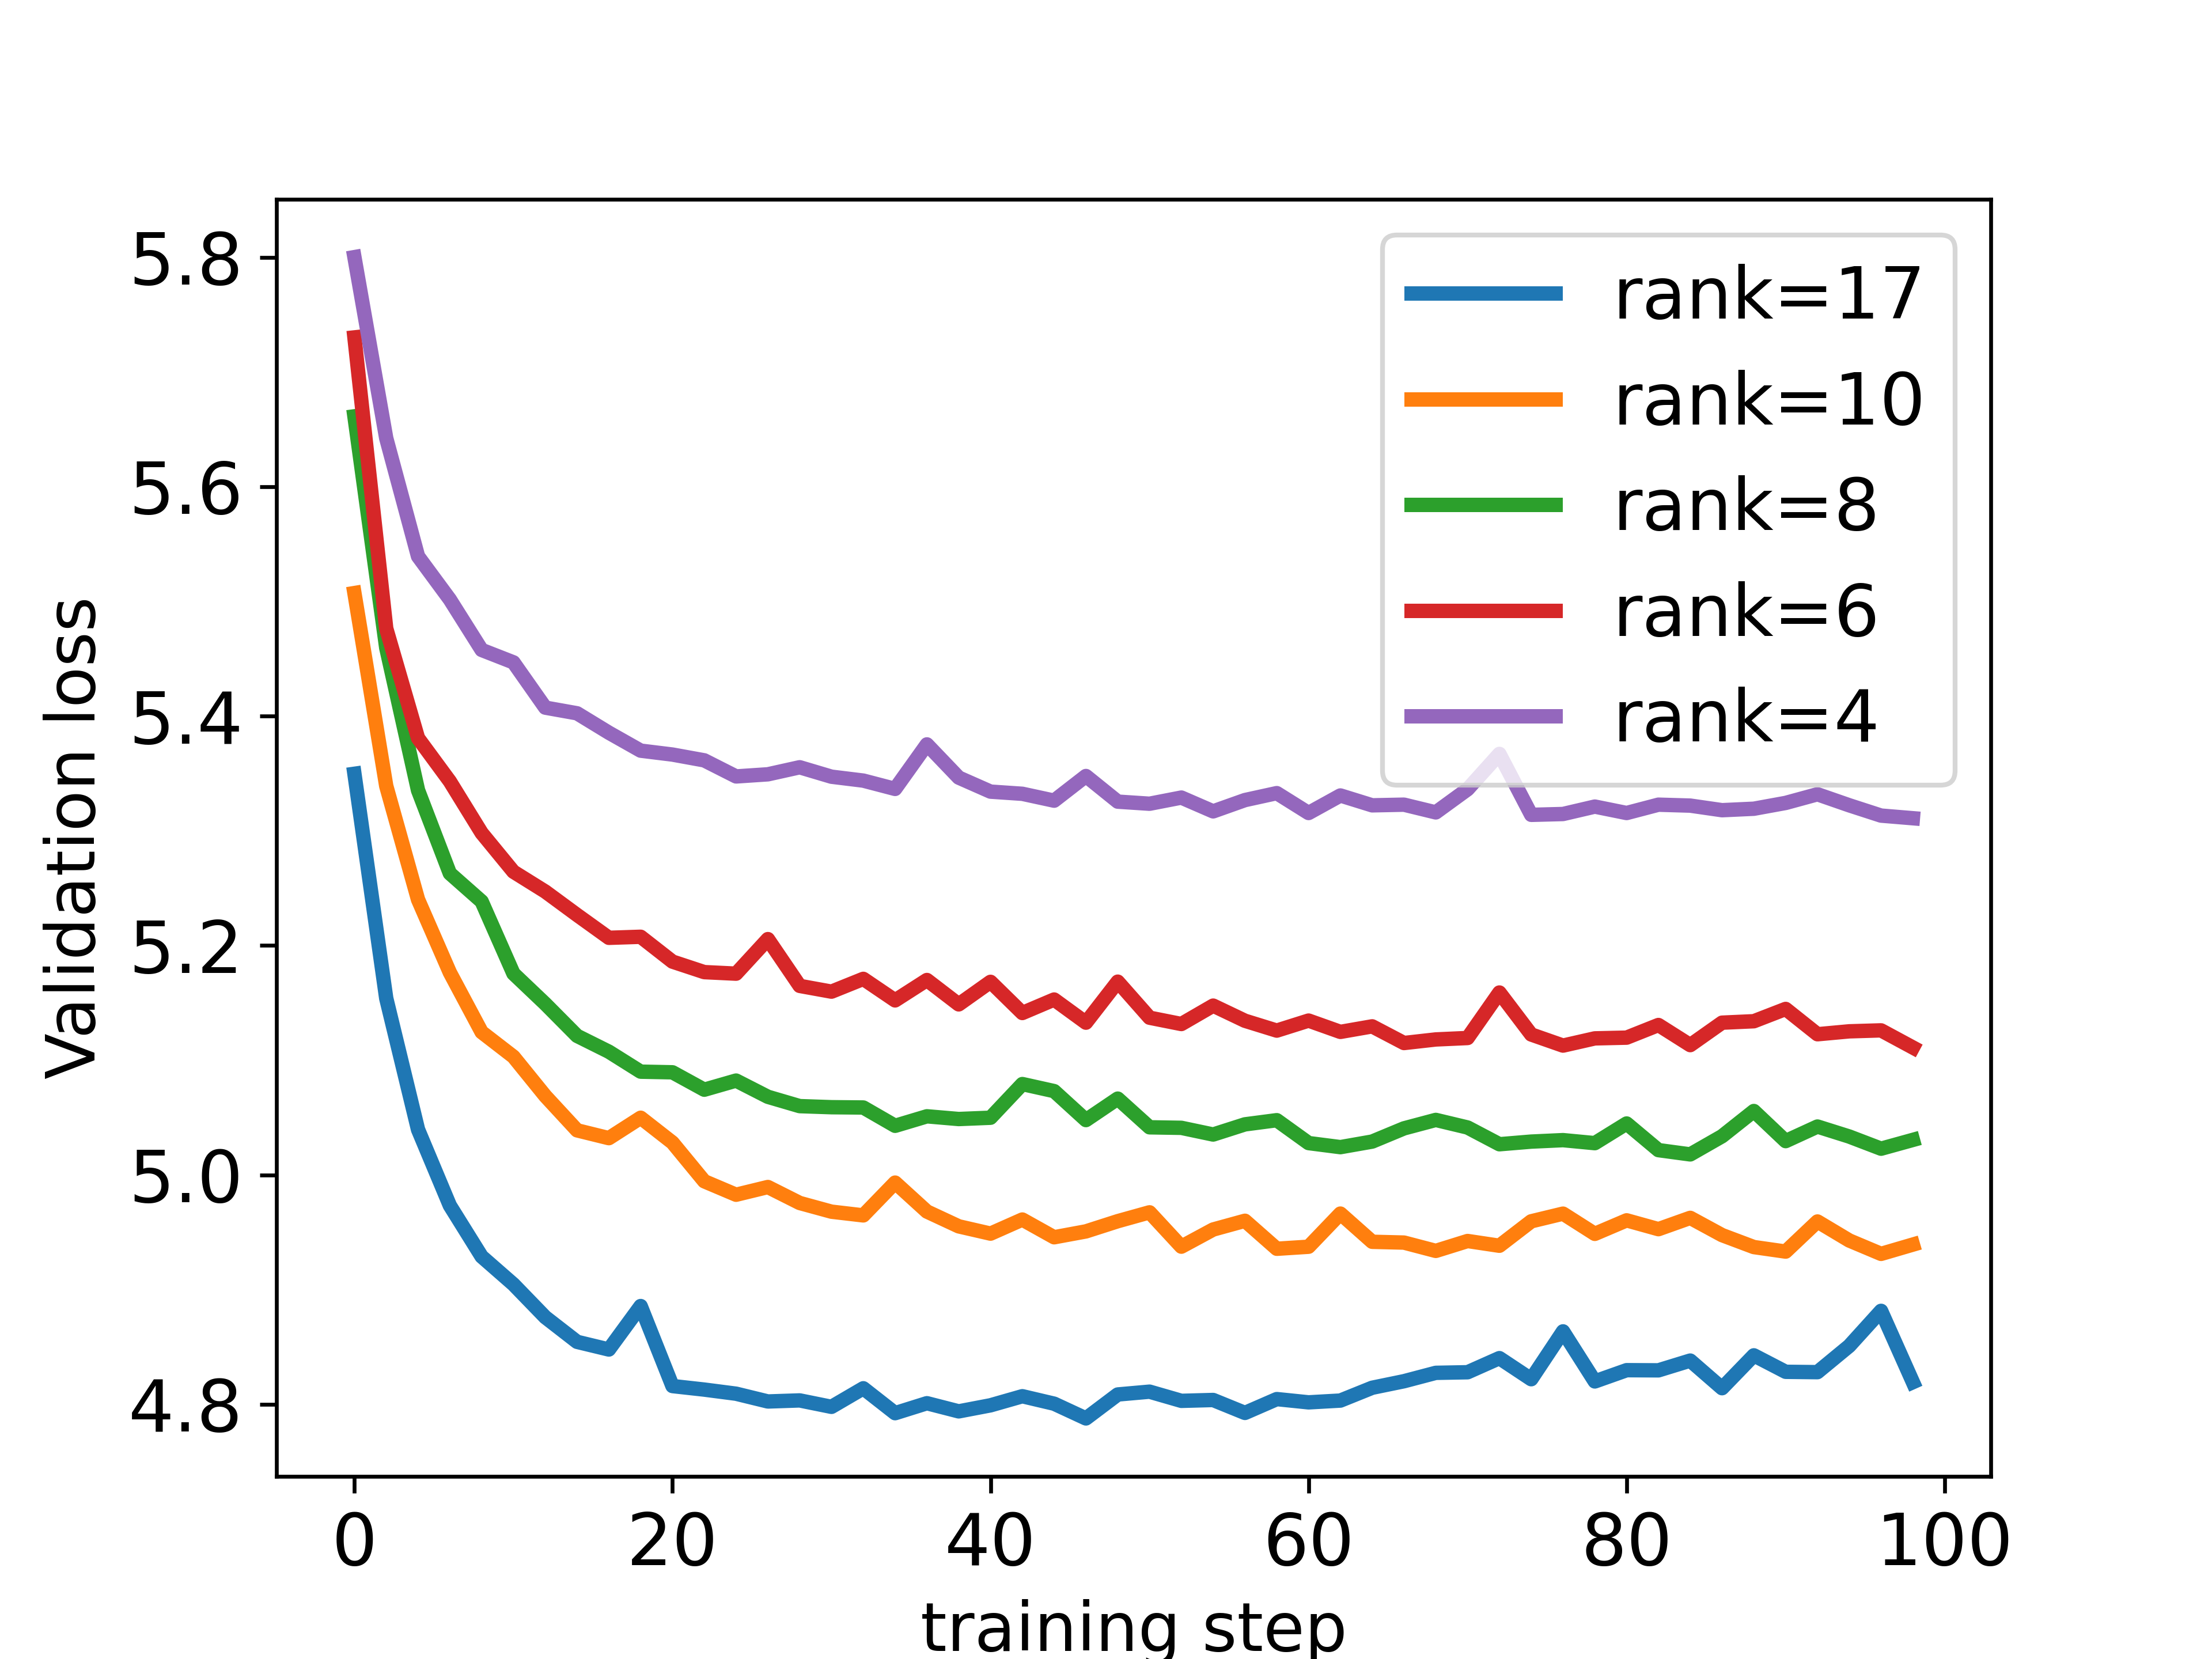 5.8
5.6
5.4
5.2
5.0
4.8
Validation loss
0 20 40 60 80 100
training step
rank=17
rank=10
rank=8
rank=6
rank=4